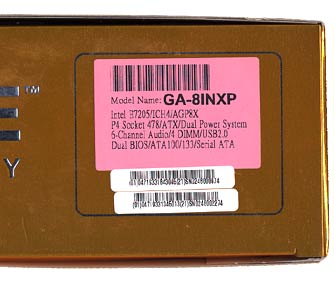 ™
Y
Model Name: GA-8INXP
Intel E7205/ICH4/AGP8X
P4 Socket 478/ATX/Dual Power System
6-Channel Audio/4 DIMM/USB2.0
Dual BIOS/ATA100/133/Serial ATA